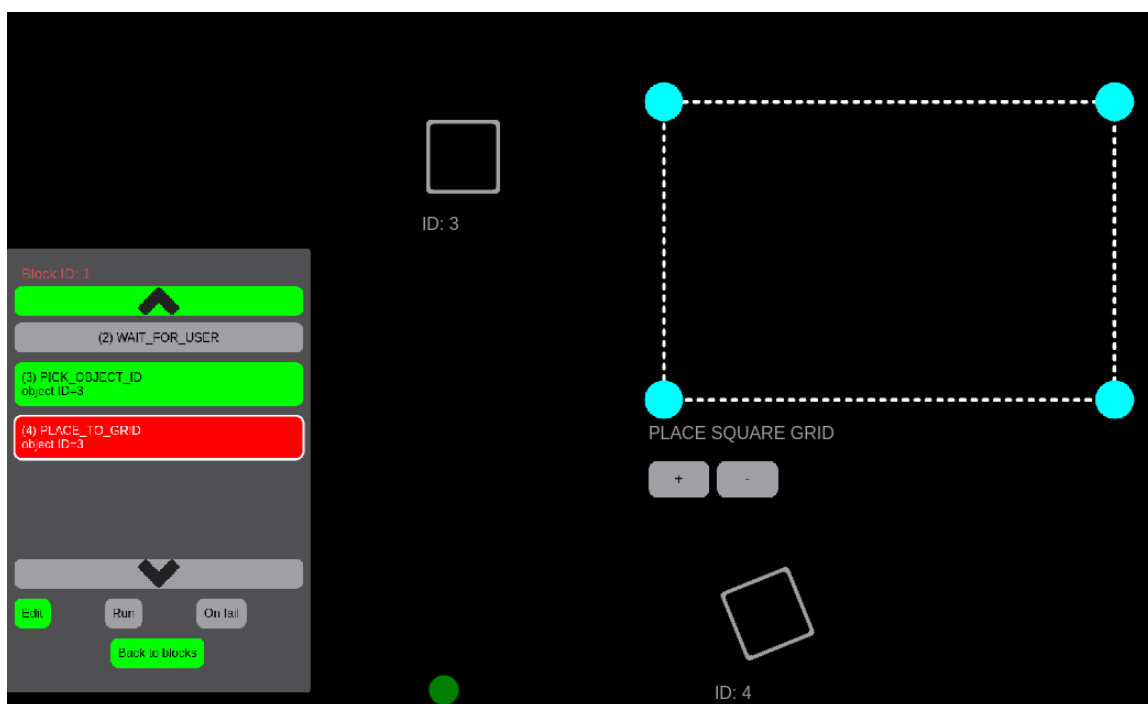 ID: 3
Block ID: 1
(2) WAIT_FOR_USER
(3) PICK_OBJECT_ID
object ID=3
(4) PLACE_TO_GRID
object ID=3
Edit
Run
On fail
Back to blocks
PLACE SQUARE GRID
+
-
ID: 4